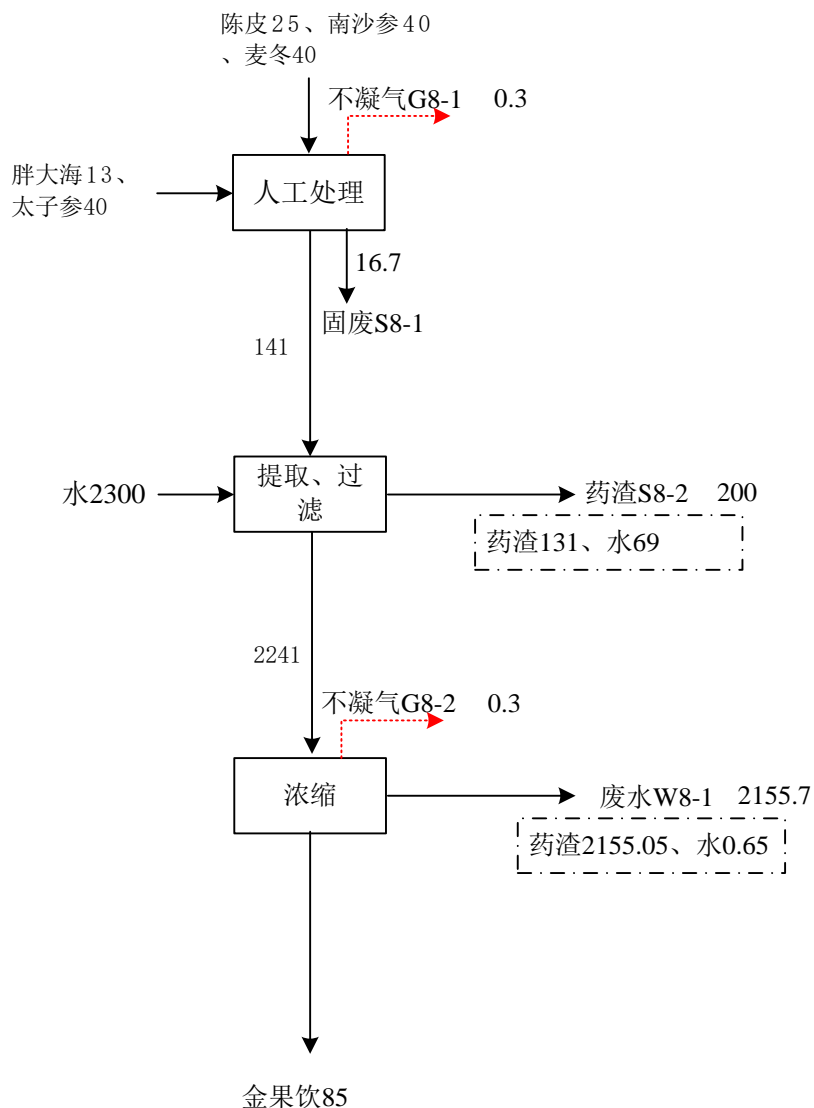 陈皮25、南沙参40
、麦冬40
不凝气G8-1 0.3
胖大海13、
太子参40
人工处理
16.7
固废S8-1
141
水2300
提取、过
滤
药渣S8-2 200
药渣131、水69
2241
不凝气G8-2 0.3
浓缩
废水W8-1 2155.7
药渣2155.05、水0.65
金果饮85